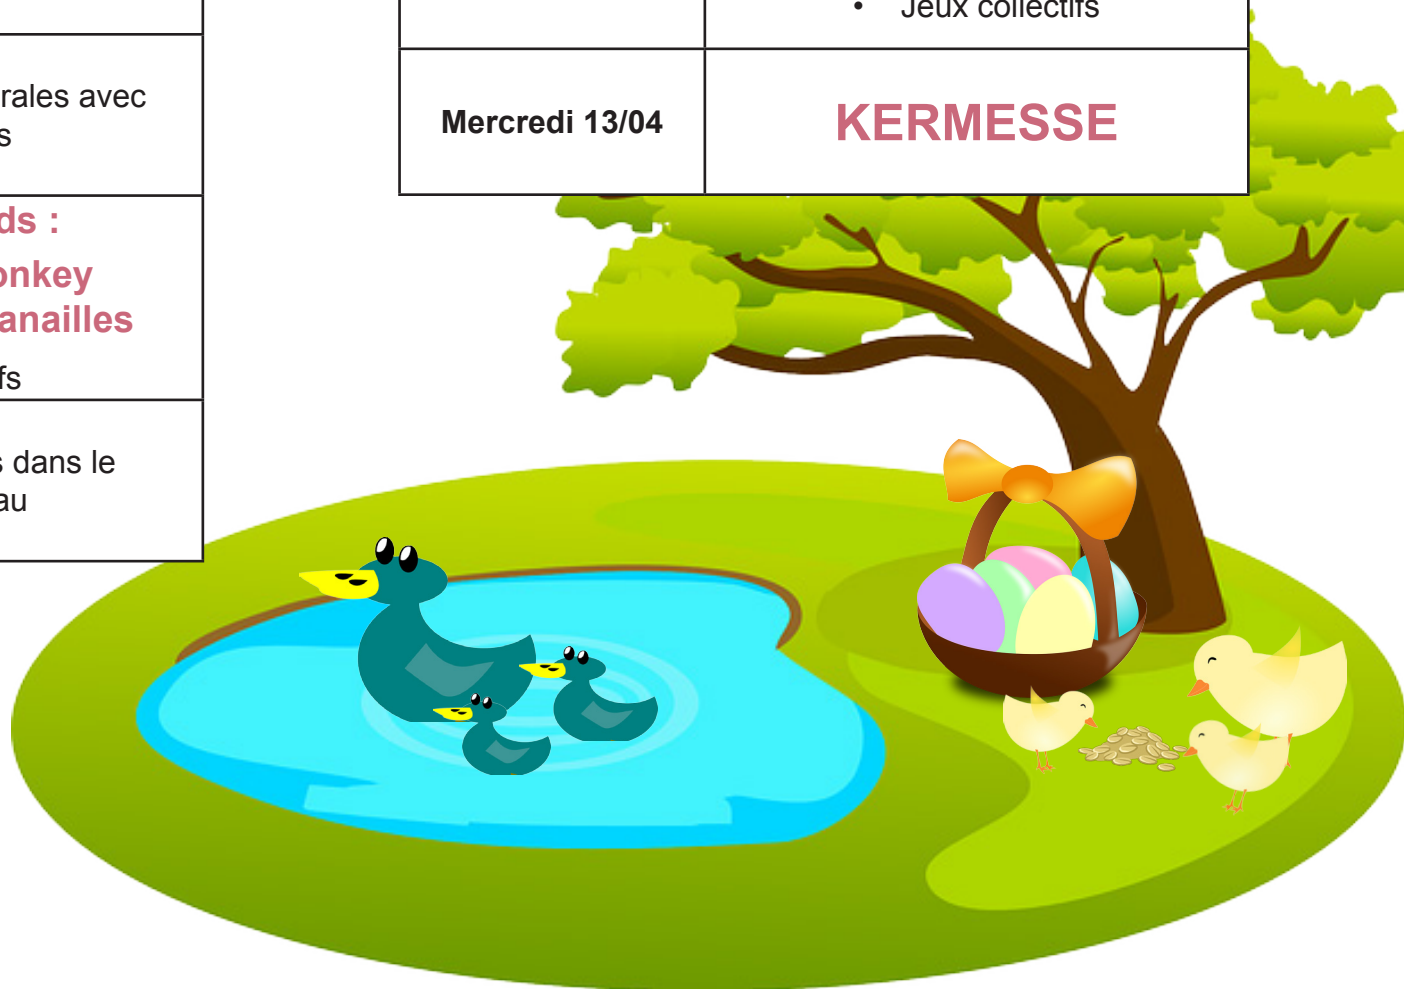 rales avec
s
ds :
onkey
anailles
fs
s dans le
au
• Jeux collectifs
Mercredi 13/04
KERMESSE